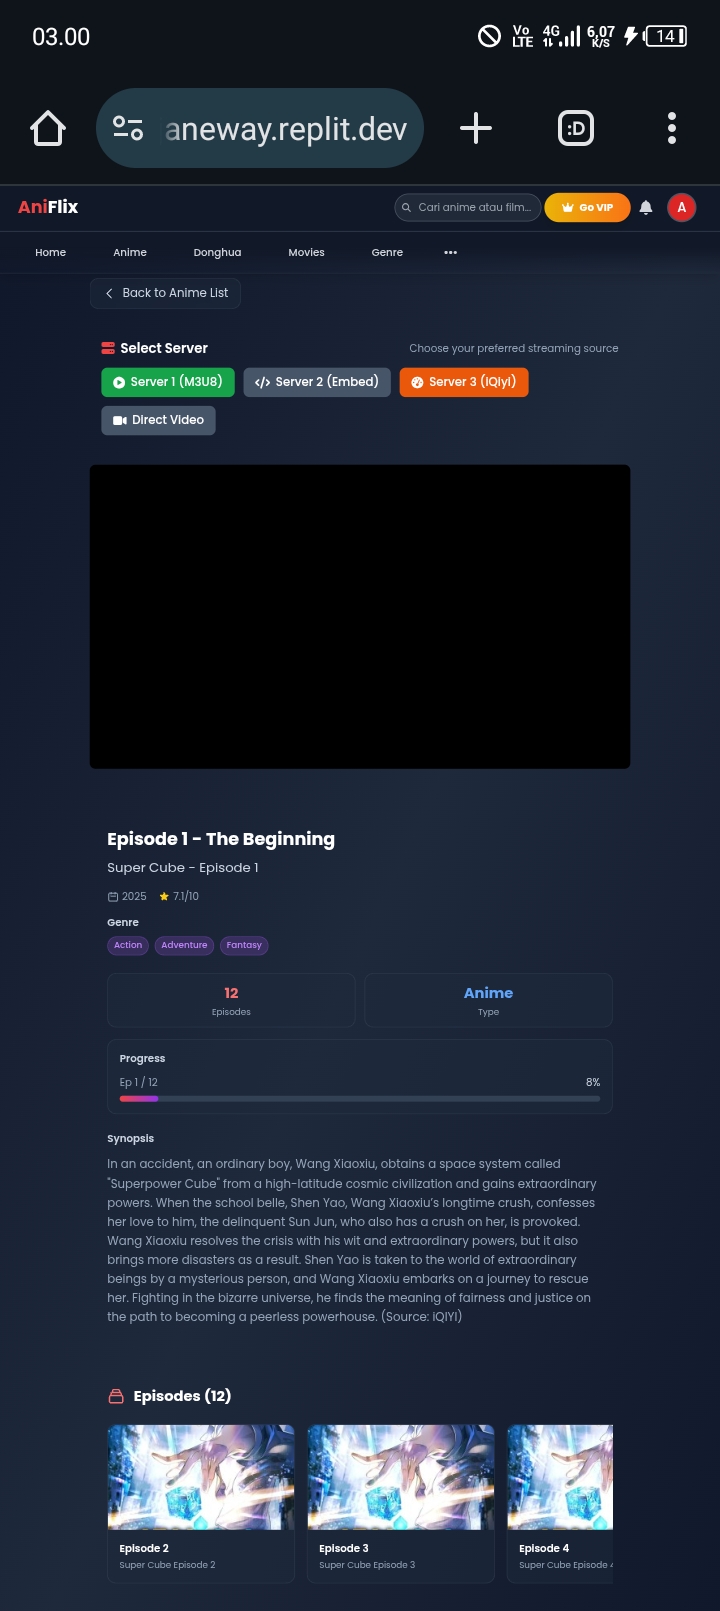 03.00
Vo LTE 4G 6,07 K/S 14
aneway.replit.dev :D
AniFlix Cari anime atau film... Go VIP A
Home Anime Donghua Movies Genre •••
Back to Anime List
Select Server Choose your preferred streaming source
Server 1 (M3U8) Server 2 (Embed) Server 3 (iQiyi)
Direct Video
Episode 1 - The Beginning
Super Cube - Episode 1
2025 7.1/10
Genre
Action Adventure Fantasy
12 Anime
Episodes Type
Progress
Ep 1 / 12 8%
Synopsis
In an accident, an ordinary boy, Wang Xiaoxiu, obtains a space system called
"Superpower Cube" from a high-latitude cosmic civilization and gains extraordinary
powers. When the school belle, Shen Yao, Wang Xiaoxiu's longtime crush, confesses
her love to him, the delinquent Sun Jun, who also has a crush on her, is provoked.
Wang Xiaoxiu resolves the crisis with his wit and extraordinary powers, but it also
brings more disasters as a result. Shen Yao is taken to the world of extraordinary
beings by a mysterious person, and Wang Xiaoxiu embarks on a journey to rescue
her. Fighting in the bizarre universe, he finds the meaning of fairness and justice on
the path to becoming a peerless powerhouse. (Source: iQIYI)
Episodes (12)
Episode 2 Episode 3 Episode 4
Super Cube Episode 2 Super Cube Episode 3 Super Cube Episode